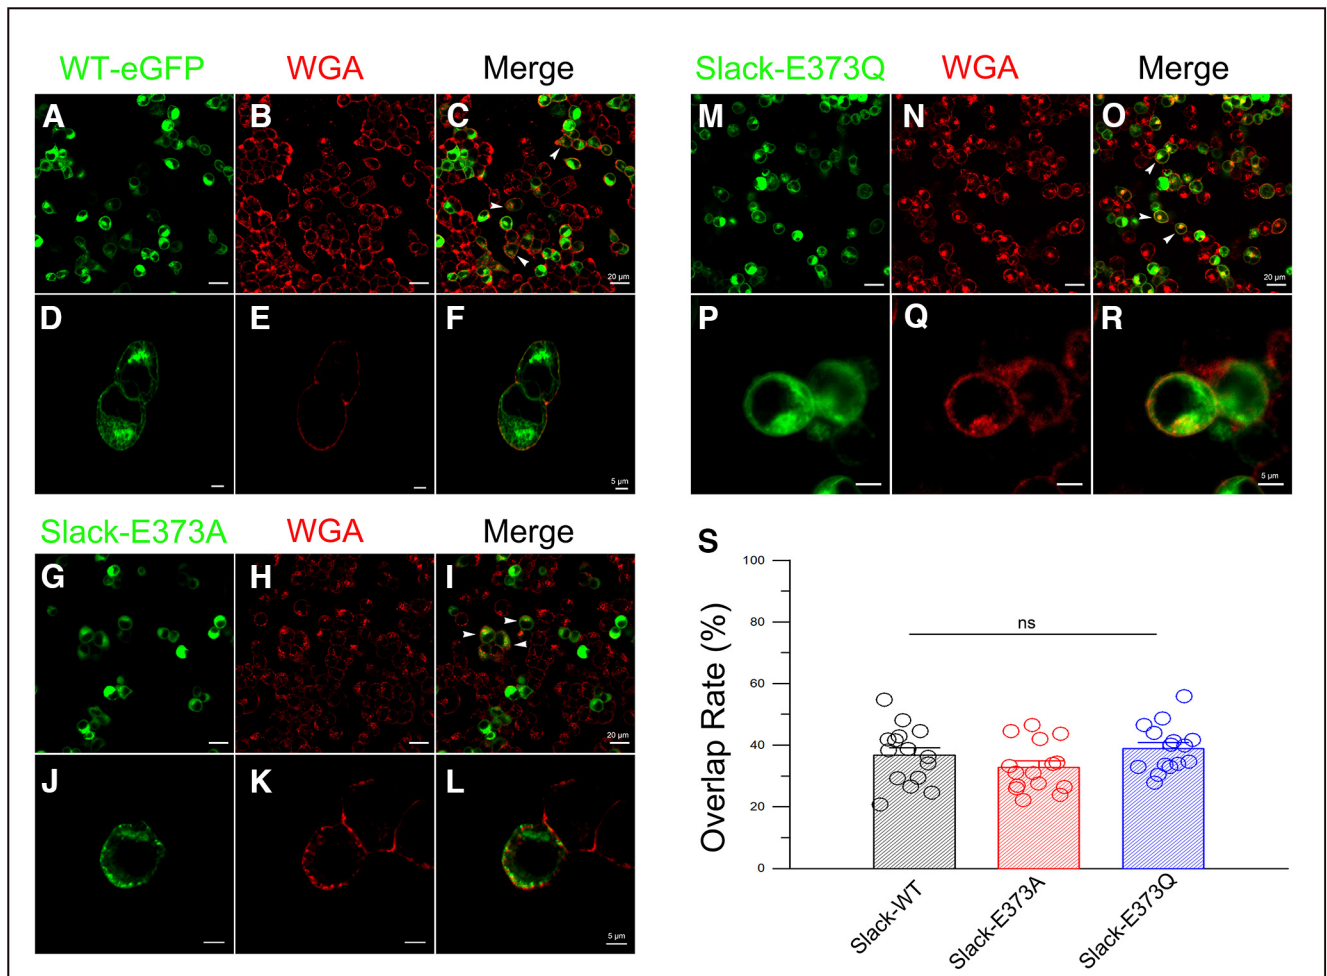 WT-eGFP WGA Merge
A B C
20 µm
D E F
5 µm
Slack-E373A WGA Merge
G H I
20 µm
J K L
5 µm
Slack-E373Q WGA Merge
M N O
20 µm
P Q R
5 µm
S
100
80
60
40
20
0
Overlap Rate (%)
ns
Slack-WT
Slack-E373A
Slack-E373Q